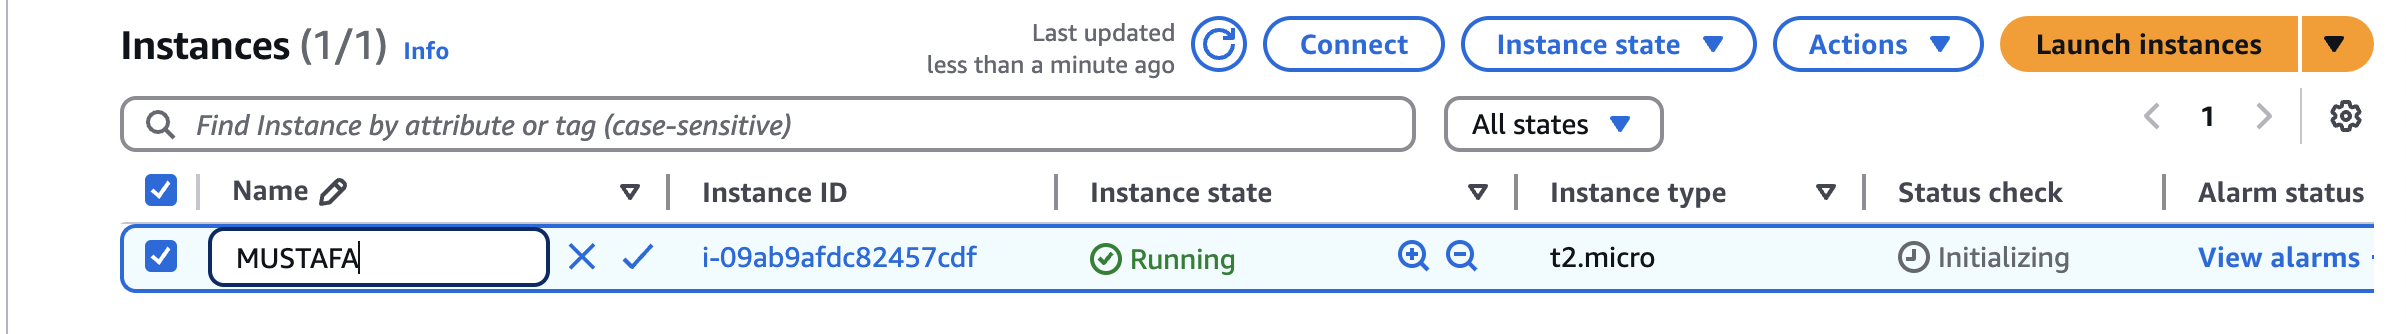 Instances (1/1) Info
Last updated
less than a minute ago
Connect
Instance state
Actions
Launch instances
Find Instance by attribute or tag (case-sensitive)
All states
1
Name Instance ID Instance state Instance type Status check Alarm status
MUSTAFA i-09ab9afdc82457cdf Running t2.micro Initializing View alarms